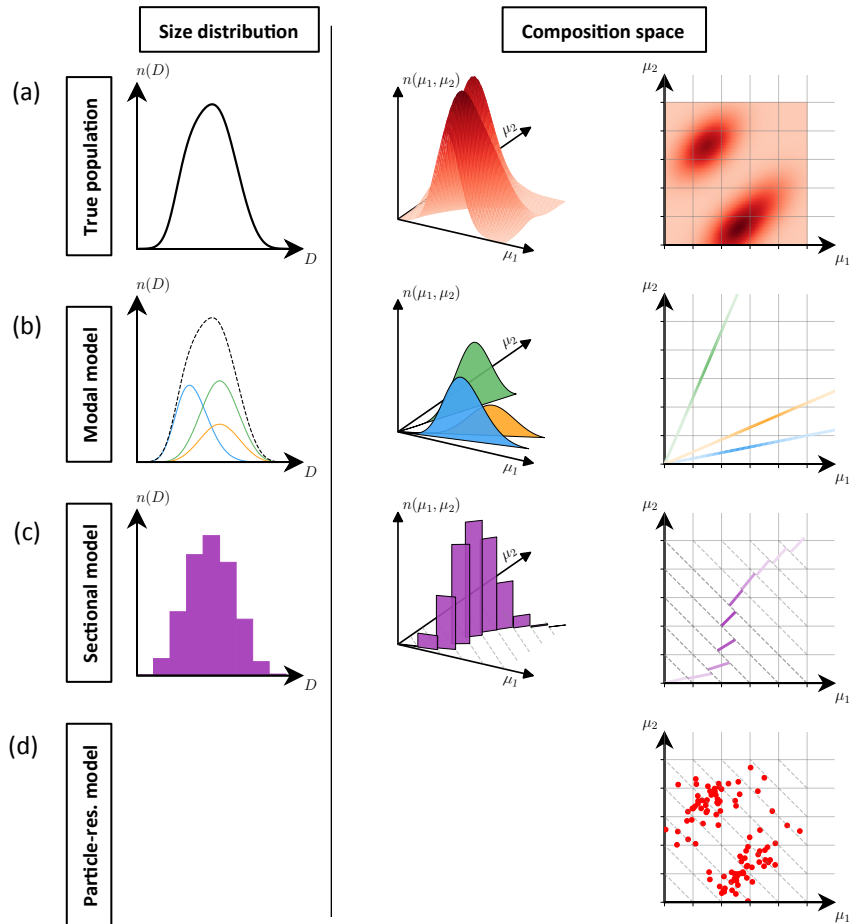 Size distribution
Composition space
(a)
True population
n(D)
D
n(μ₁, μ₂)
μ₂
μ₁
μ₂
μ₁
(b)
Modal model
n(D)
D
n(μ₁, μ₂)
μ₂
μ₁
μ₂
μ₁
(c)
Sectional model
n(D)
D
n(μ₁, μ₂)
μ₂
μ₁
μ₂
μ₁
(d)
Particle-res. model
μ₂
μ₁